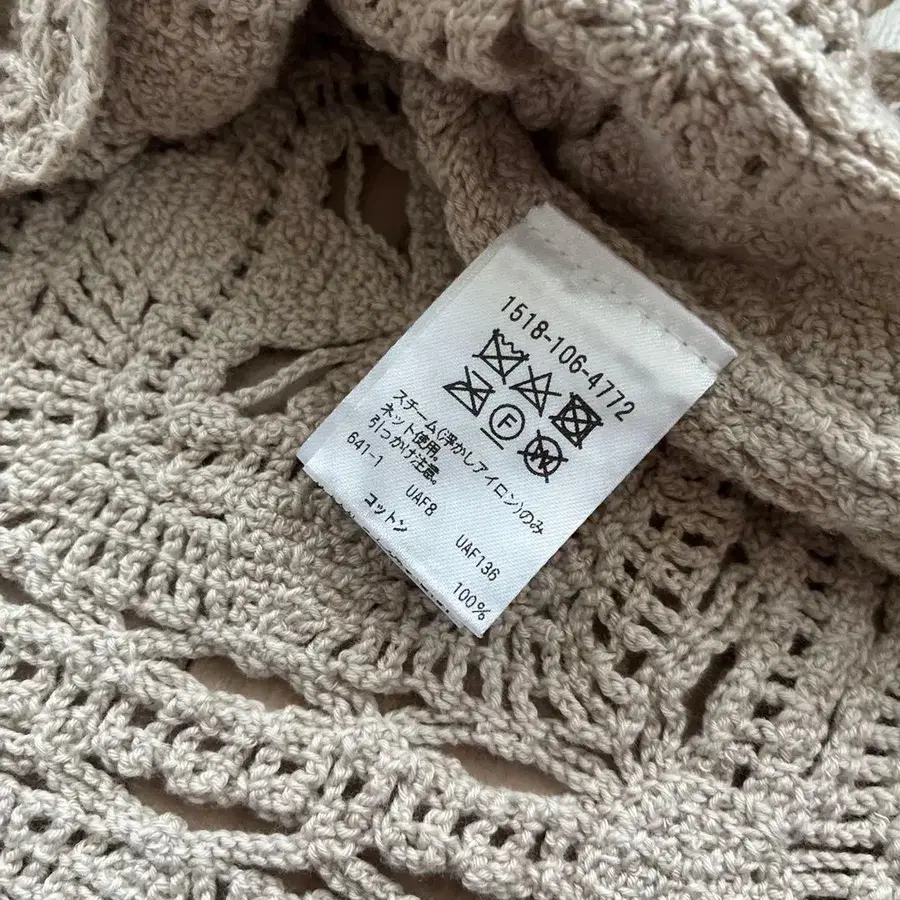 1518-106-4772
F
W
スチーム(浮かしアイロン)のみ
ネット使用。
引っかけ注意。
641-1 UAF8 UAF136
コットン 100%